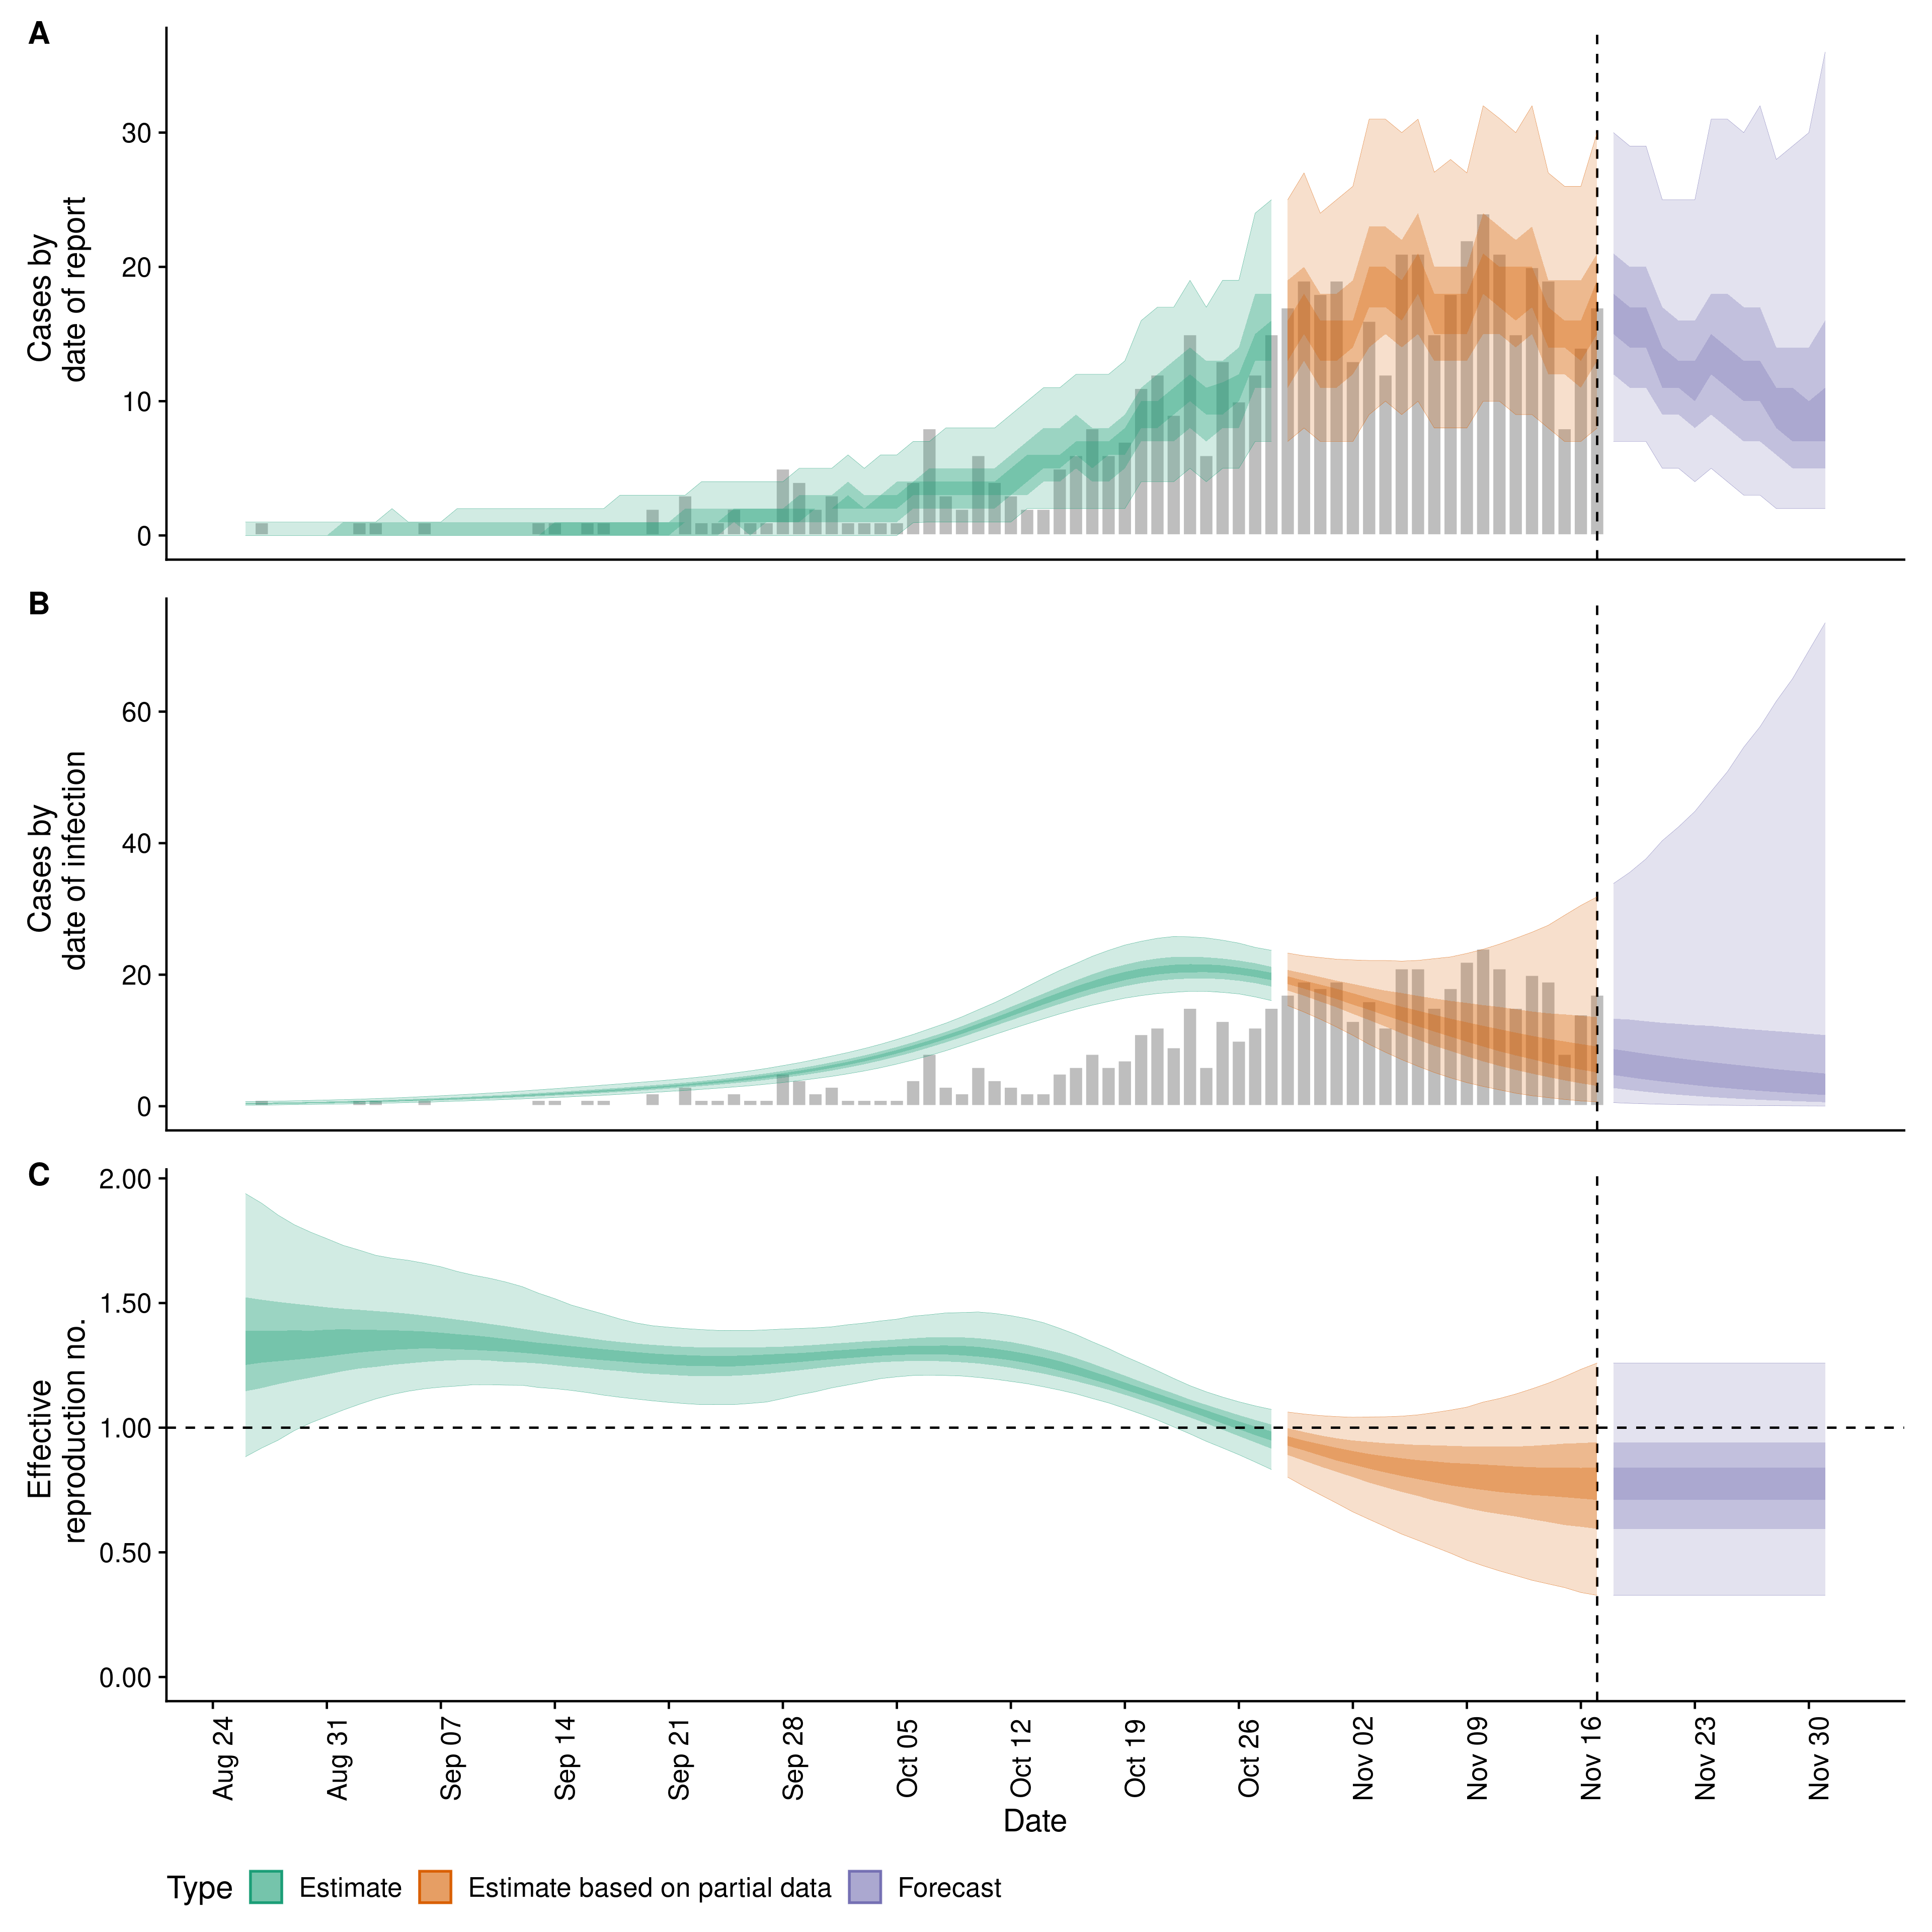 A
Cases by
date of report
30
20
10
0
B
Cases by
date of infection
60
40
20
0
C
Effective
reproduction no.
2.00
1.50
1.00
0.50
0.00
Aug 24
Aug 31
Sep 07
Sep 14
Sep 21
Sep 28
Oct 05
Oct 12
Oct 19
Oct 26
Nov 02
Nov 09
Nov 16
Nov 23
Nov 30
Date
Type Estimate Estimate based on partial data Forecast